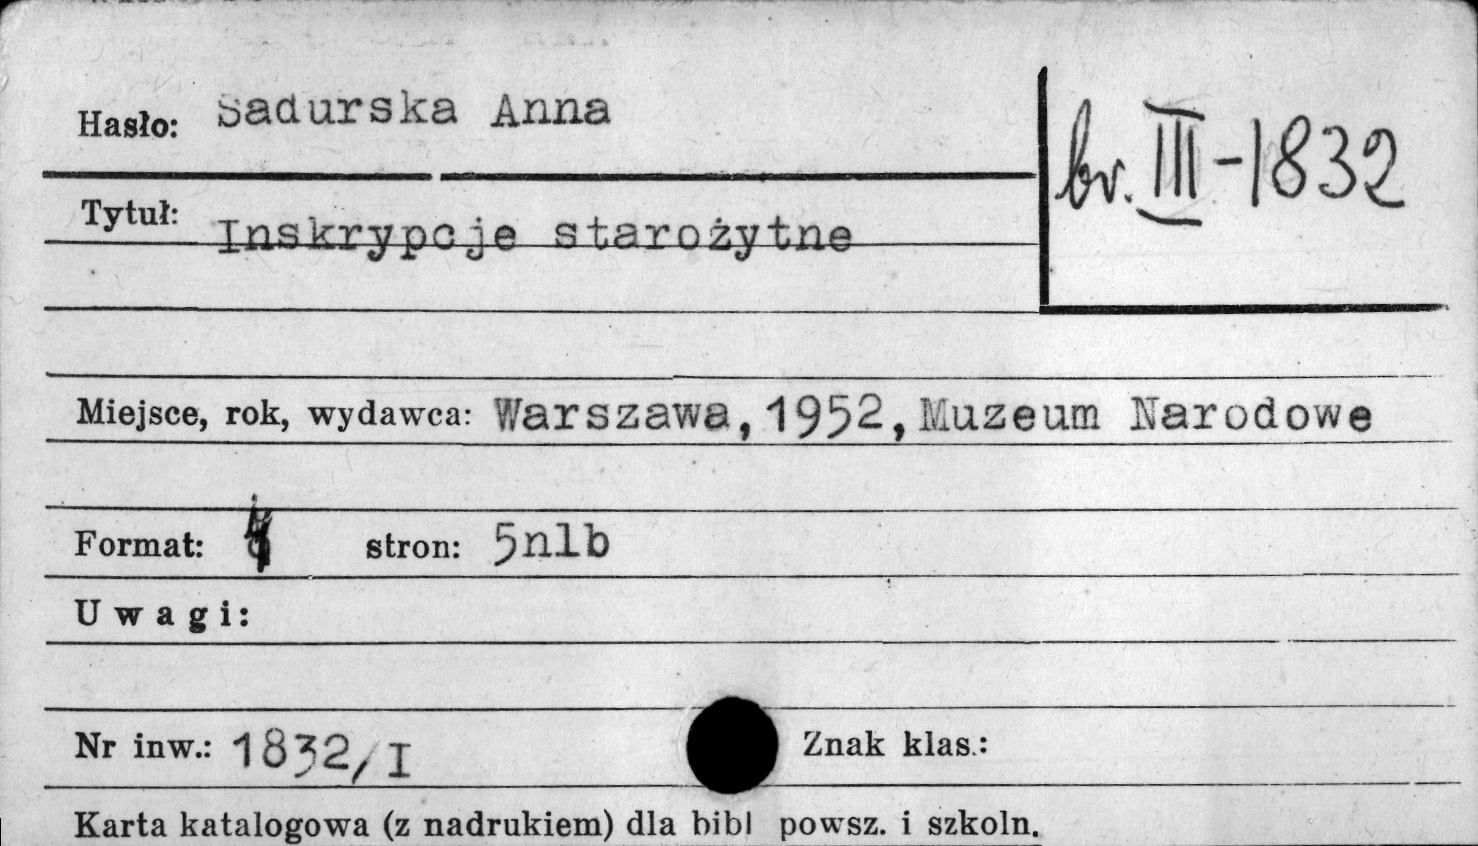 Hasło: Sadurska Anna
br. III-1832
Tytuł: Inskrypcje starożytne
Miejsce, rok, wydawca: Warszawa, 1952, Muzeum Narodowe
Format: stron: 5nlb
Uwagi:
Nr inw.: 1832/I Znak klas.:
Karta katalogowa (z nadrukiem) dla bibl powsz. i szkoln.